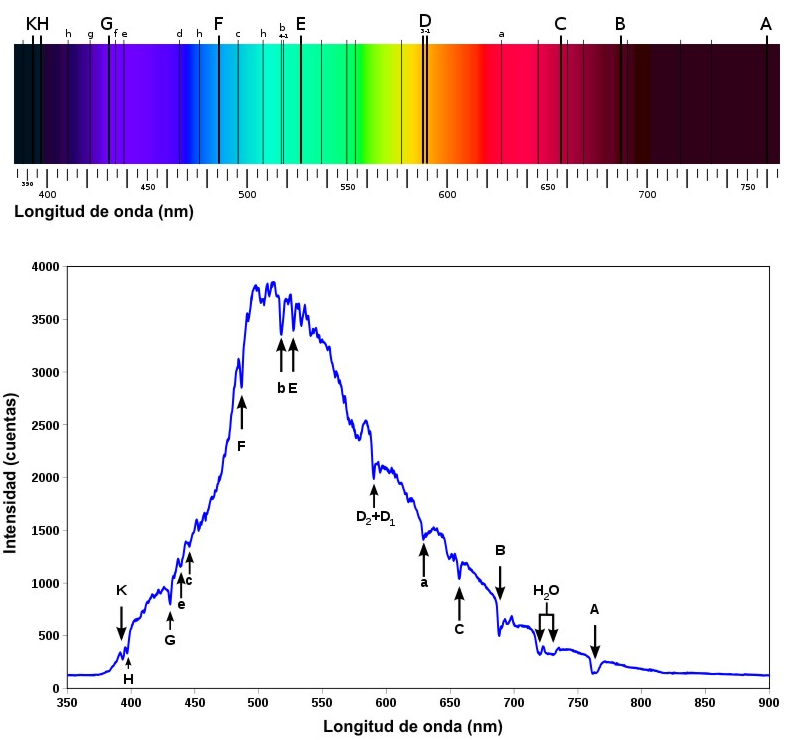 KH G F b E D C B A
h g f e d h c h 4-1 3-1 a
390 400 450 500 550 600 650 700 750
Longitud de onda (nm)
4000
3500
3000
2500
2000
1500
1000
500
0
Intensidad (cuentas)
b E
F
D2+D1
a
B
c
K
e
H2O
A
G
C
H
350 400 450 500 550 600 650 700 750 800 850 900
Longitud de onda (nm)